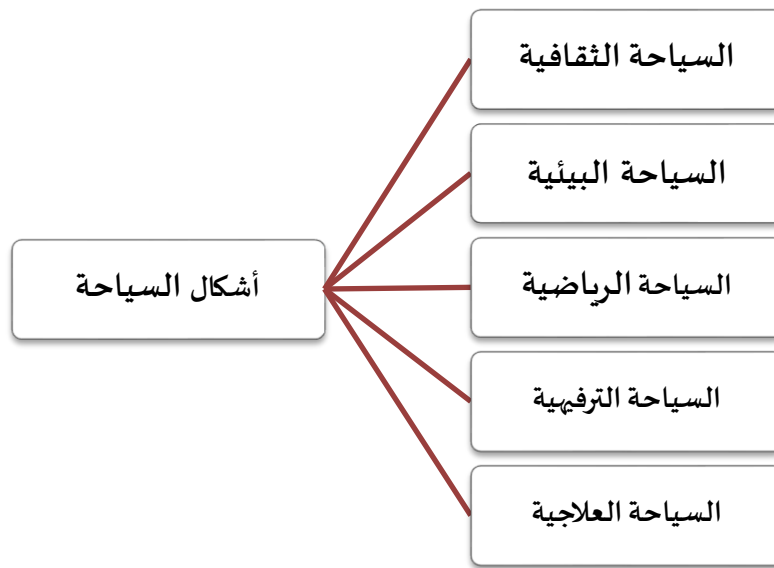 أشكال السياحة
السياحة الثقافية
السياحة البيئية
السياحة الرياضية
السياحة الترفيهية
السياحة العلاجية